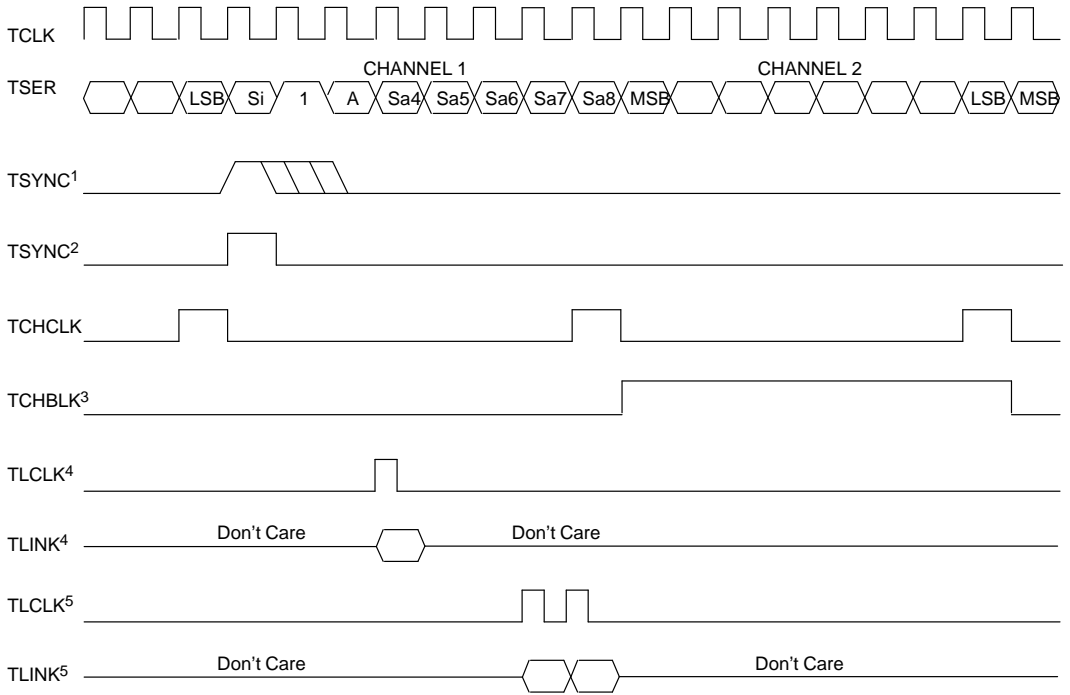 TCLK
CHANNEL 1 CHANNEL 2
TSER LSB Si 1 A Sa4 Sa5 Sa6 Sa7 Sa8 MSB LSB MSB
TSYNC1
TSYNC2
TCHCLK
TCHBLK3
TLCLK4
TLINK4 Don't Care Don't Care
TLCLK5
TLINK5 Don't Care Don't Care